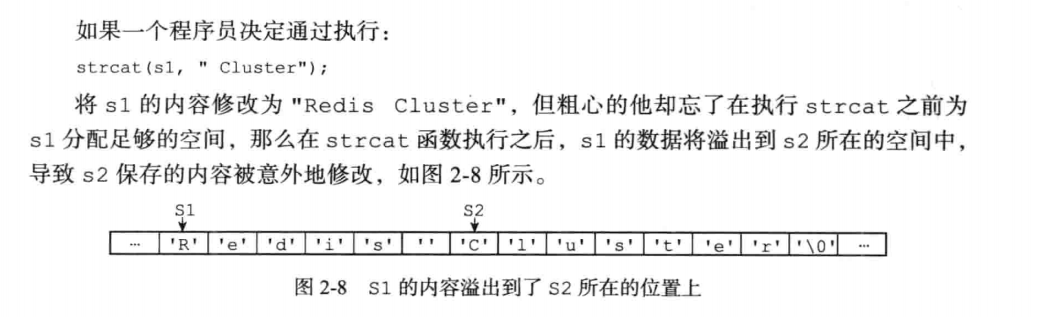 如果一个程序员决定通过执行：
strcat(s1, " Cluster");
将 s1 的内容修改为 "Redis Cluster"，但粗心的他却忘了在执行 strcat 之前为
s1 分配足够的空间，那么在 strcat 函数执行之后，s1 的数据将溢出到 s2 所在的空间中，
导致 s2 保存的内容被意外地修改，如图 2-8 所示。
S1 S2
… 'R' 'e' 'd' 'i' 's' '' 'C' 'l' 'u' 's' 't' 'e' 'r' '\0' …
图 2-8 S1 的内容溢出到了 S2 所在的位置上